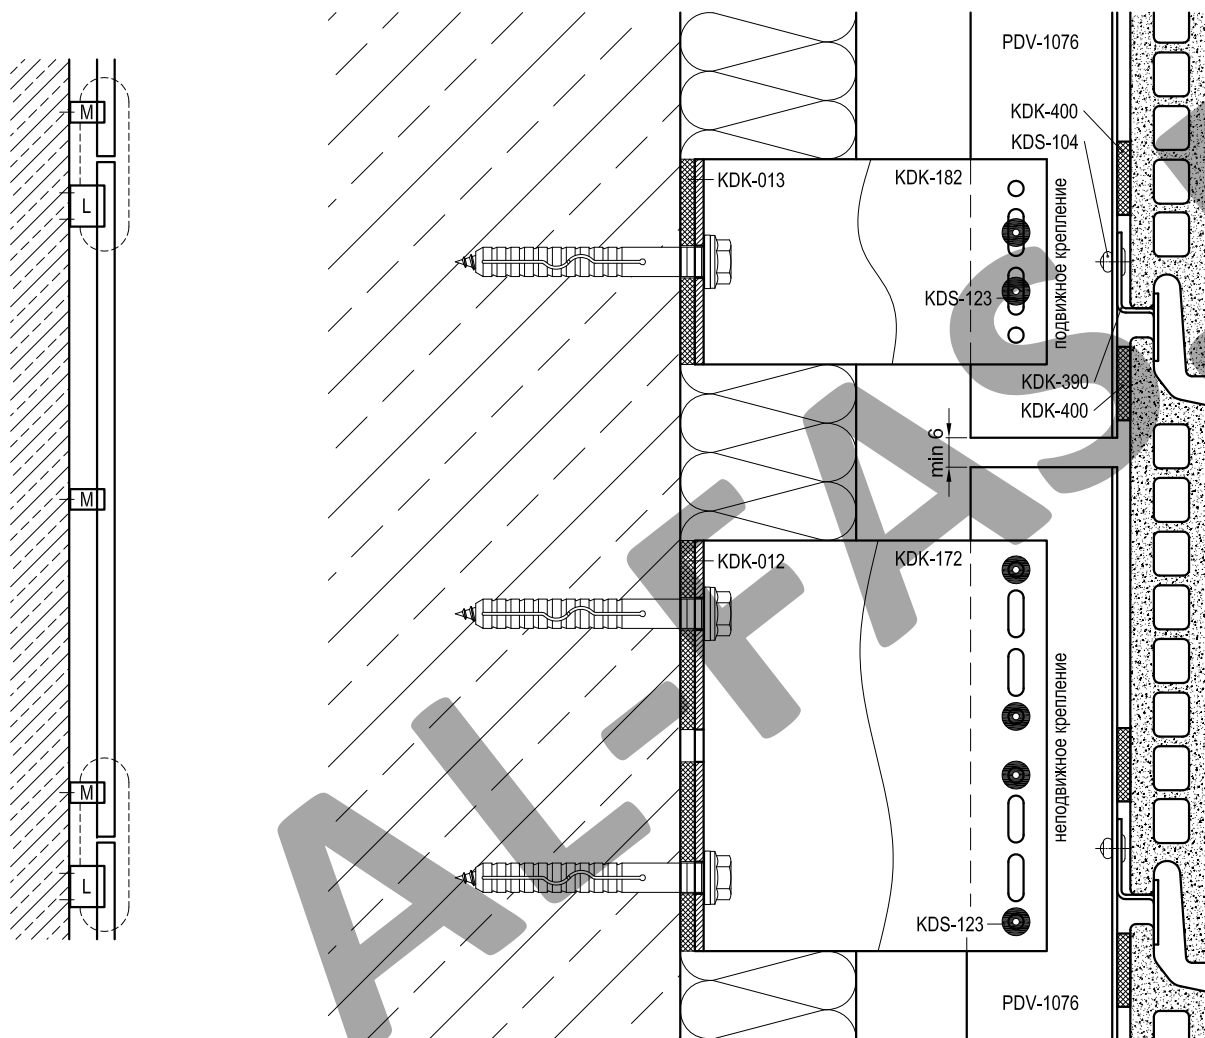 M
L
M
M
L
PDV-1076
KDK-400
KDS-104
KDK-013
KDK-182
подвижное крепление
KDS-123
KDK-390
KDK-400
min 6
KDK-012
KDK-172
неподвижное крепление
KDS-123
PDV-1076
AL-FAS